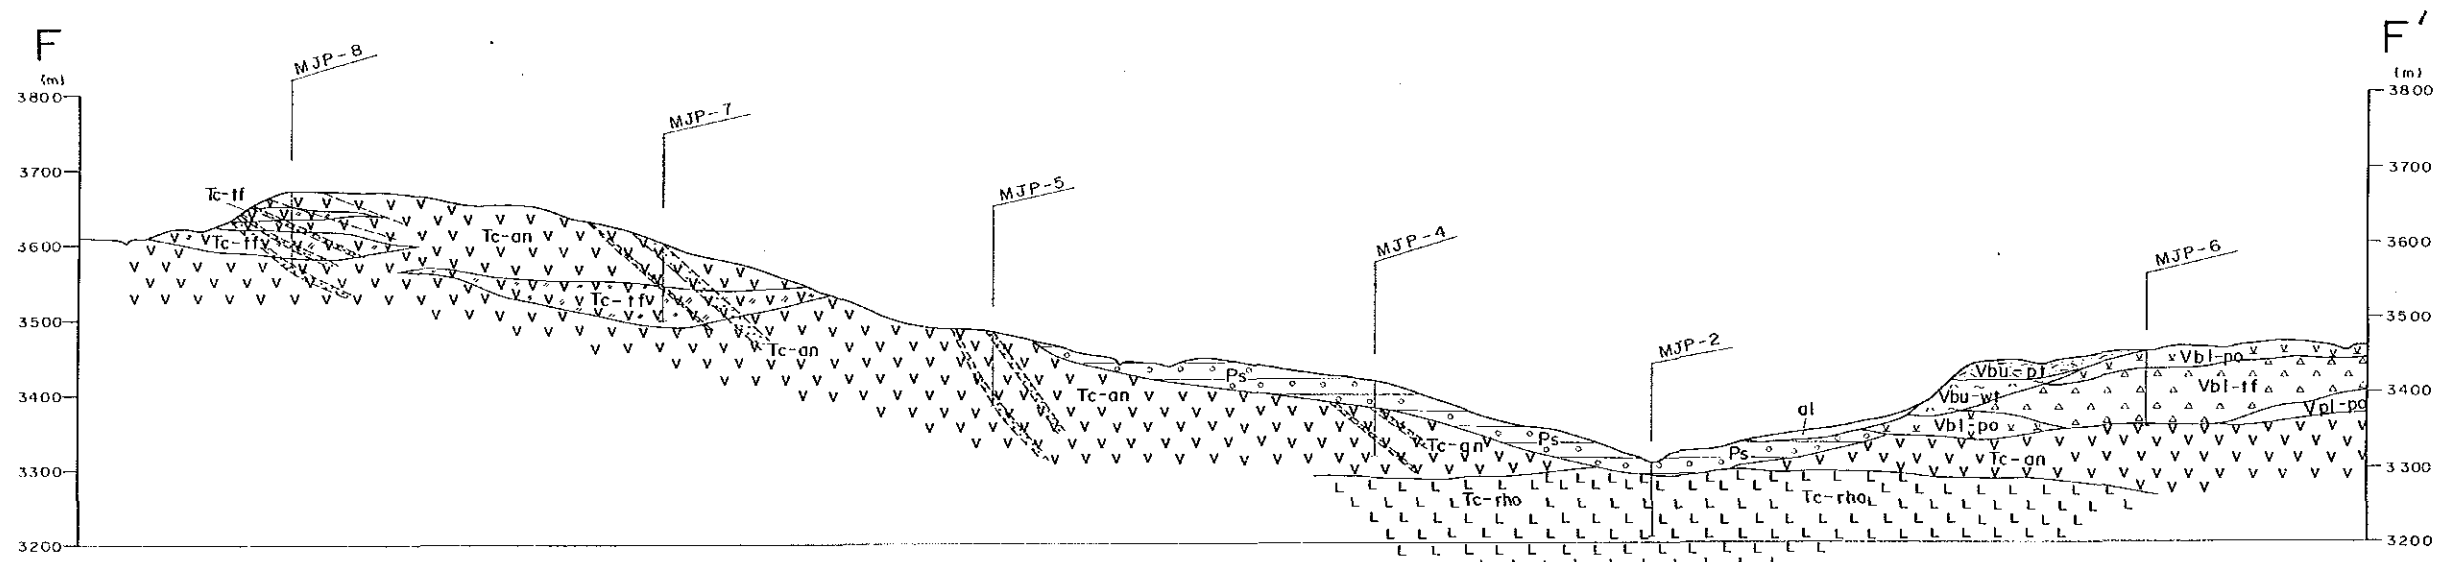 F
F'
(m)
(m)
MJP-8
MJP-7
MJP-5
MJP-4
MJP-2
MJP-6
3800
3700
3600
3500
3400
3300
3200
3800
3700
3600
3500
3400
3300
3200
Tc-tf
Tc-tf
Tc-an
Tc-tf
Tc-an
Tc-an
Ps
Tc-an
Ps
Tc-rho
Ps
al
Tc-rho
Vbu-pf
Vbu-wt
Vbl-po
Vbl-po
Vbl-tf
Vpl-po
Tc-an